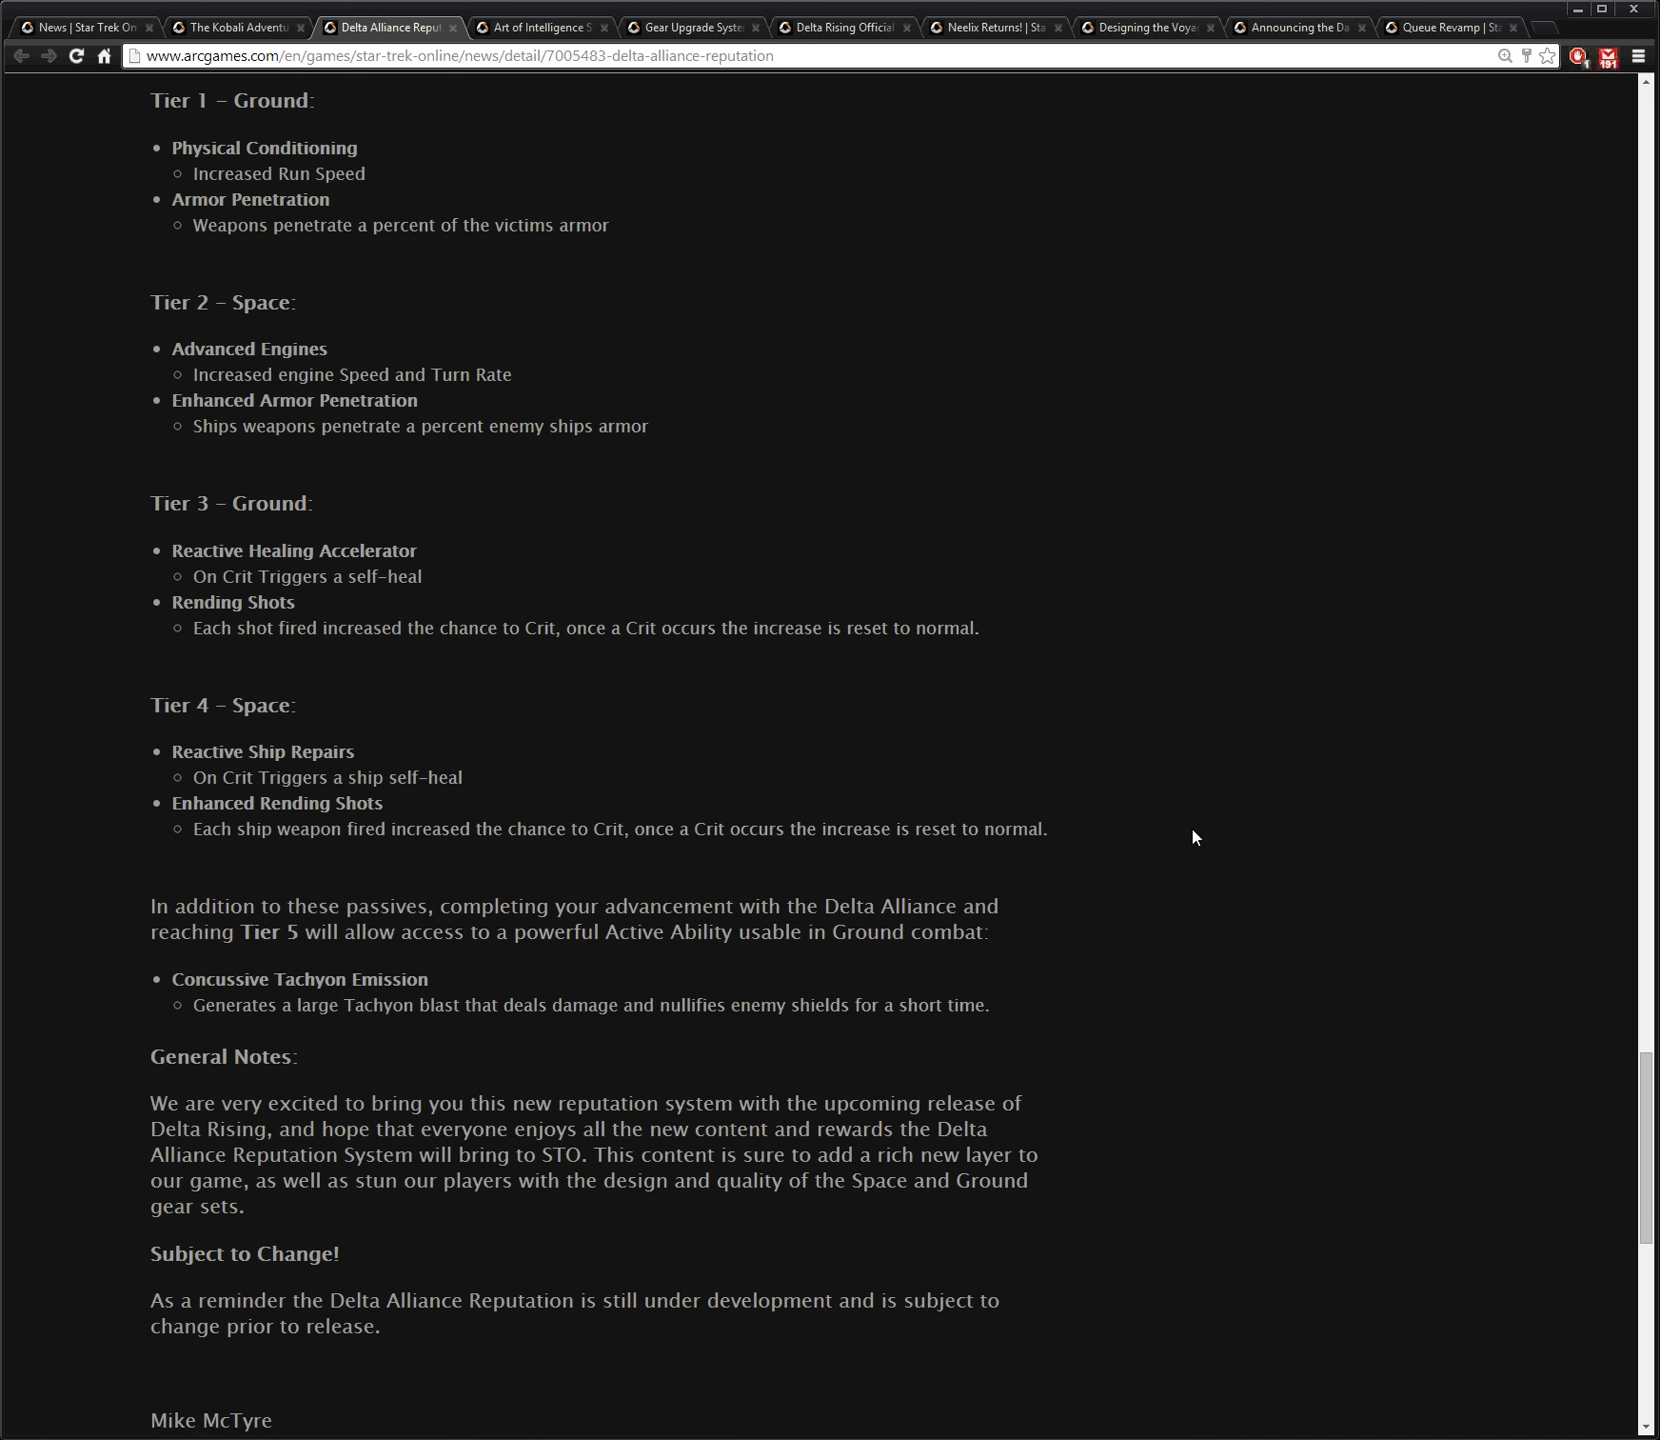 News | Star Trek On
The Kobali Adventu
Delta Alliance Reput
Art of Intelligence S
Gear Upgrade Syste
Delta Rising Official
Neelix Returns! | Sta
Designing the Voya
Announcing the Da
Queue Revamp | St
www.arcgames.com/en/games/star-trek-online/news/detail/7005483-delta-alliance-reputation
1
191
Tier 1 - Ground:
• Physical Conditioning
○ Increased Run Speed
• Armor Penetration
○ Weapons penetrate a percent of the victims armor
Tier 2 - Space:
• Advanced Engines
○ Increased engine Speed and Turn Rate
• Enhanced Armor Penetration
○ Ships weapons penetrate a percent enemy ships armor
Tier 3 - Ground:
• Reactive Healing Accelerator
○ On Crit Triggers a self-heal
• Rending Shots
○ Each shot fired increased the chance to Crit, once a Crit occurs the increase is reset to normal.
Tier 4 - Space:
• Reactive Ship Repairs
○ On Crit Triggers a ship self-heal
• Enhanced Rending Shots
○ Each ship weapon fired increased the chance to Crit, once a Crit occurs the increase is reset to normal.
In addition to these passives, completing your advancement with the Delta Alliance and
reaching Tier 5 will allow access to a powerful Active Ability usable in Ground combat:
• Concussive Tachyon Emission
○ Generates a large Tachyon blast that deals damage and nullifies enemy shields for a short time.
General Notes:
We are very excited to bring you this new reputation system with the upcoming release of
Delta Rising, and hope that everyone enjoys all the new content and rewards the Delta
Alliance Reputation System will bring to STO. This content is sure to add a rich new layer to
our game, as well as stun our players with the design and quality of the Space and Ground
gear sets.
Subject to Change!
As a reminder the Delta Alliance Reputation is still under development and is subject to
change prior to release.
Mike McTyre